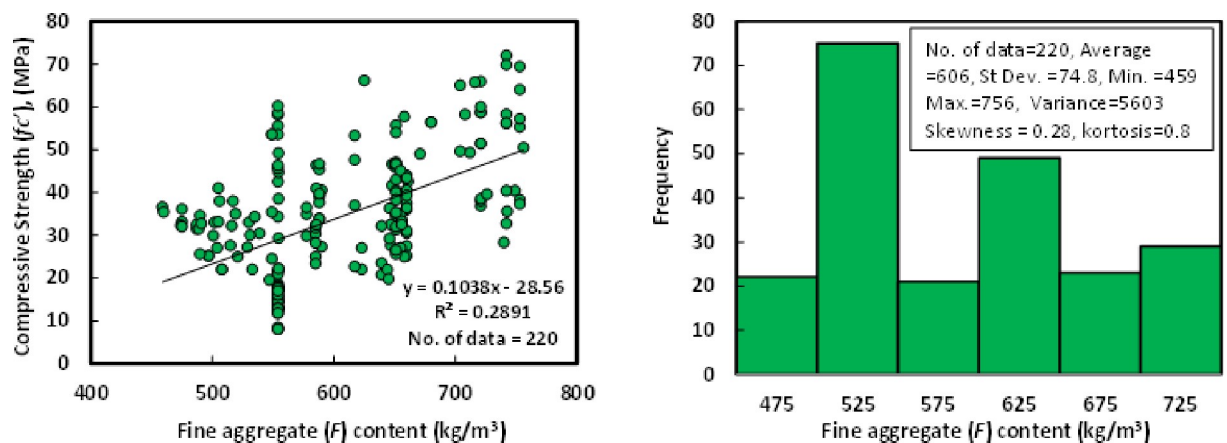 80
70
60
50
40
30
20
10
0
Compressive Strength (fc'), (MPa)
y = 0.1038x - 28.56
R² = 0.2891
No. of data = 220
400 500 600 700 800
Fine aggregate (F) content (kg/m³)
80
70
60
50
40
30
20
10
0
Frequency
No. of data=220, Average
=606, St Dev. =74.8, Min. =459
Max.=756, Variance=5603
Skewness = 0.28, kortosis=0.8
475 525 575 625 675 725
Fine aggregate (F) content (kg/m³)